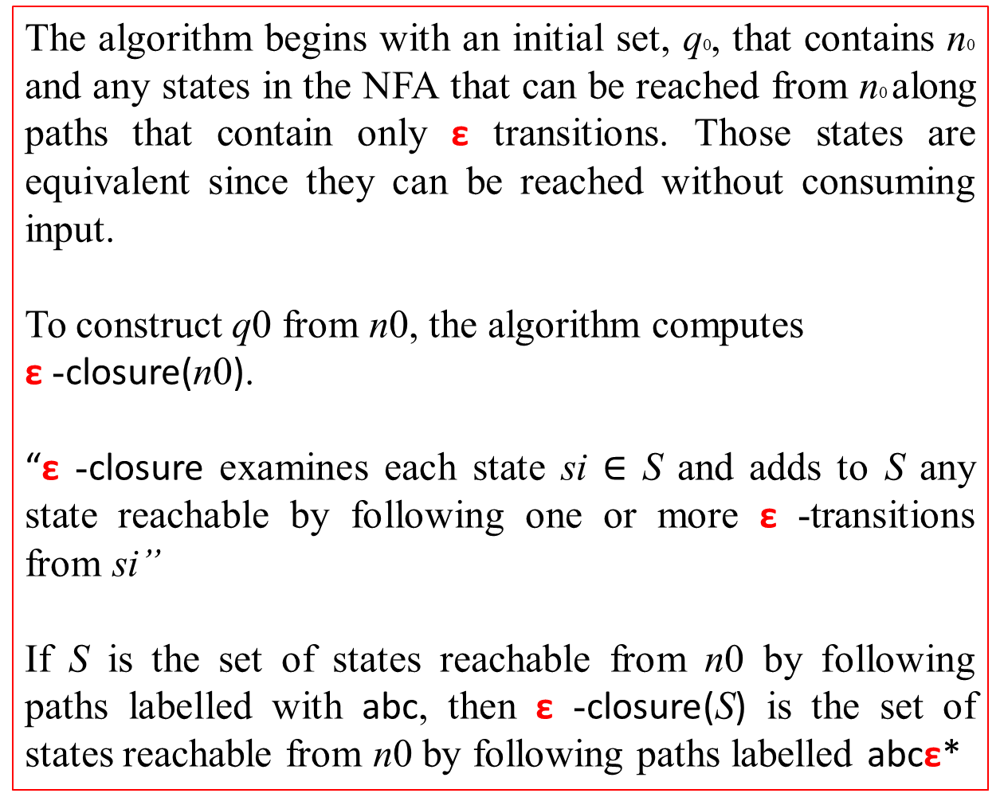 The algorithm begins with an initial set, q0, that contains n0
and any states in the NFA that can be reached from n0 along
paths that contain only ε transitions. Those states are
equivalent since they can be reached without consuming
input.
To construct q0 from n0, the algorithm computes
ε -closure(n0).
“ε -closure examines each state si ∈ S and adds to S any
state reachable by following one or more ε -transitions
from si”
If S is the set of states reachable from n0 by following
paths labelled with abc, then ε -closure(S) is the set of
states reachable from n0 by following paths labelled abcε*